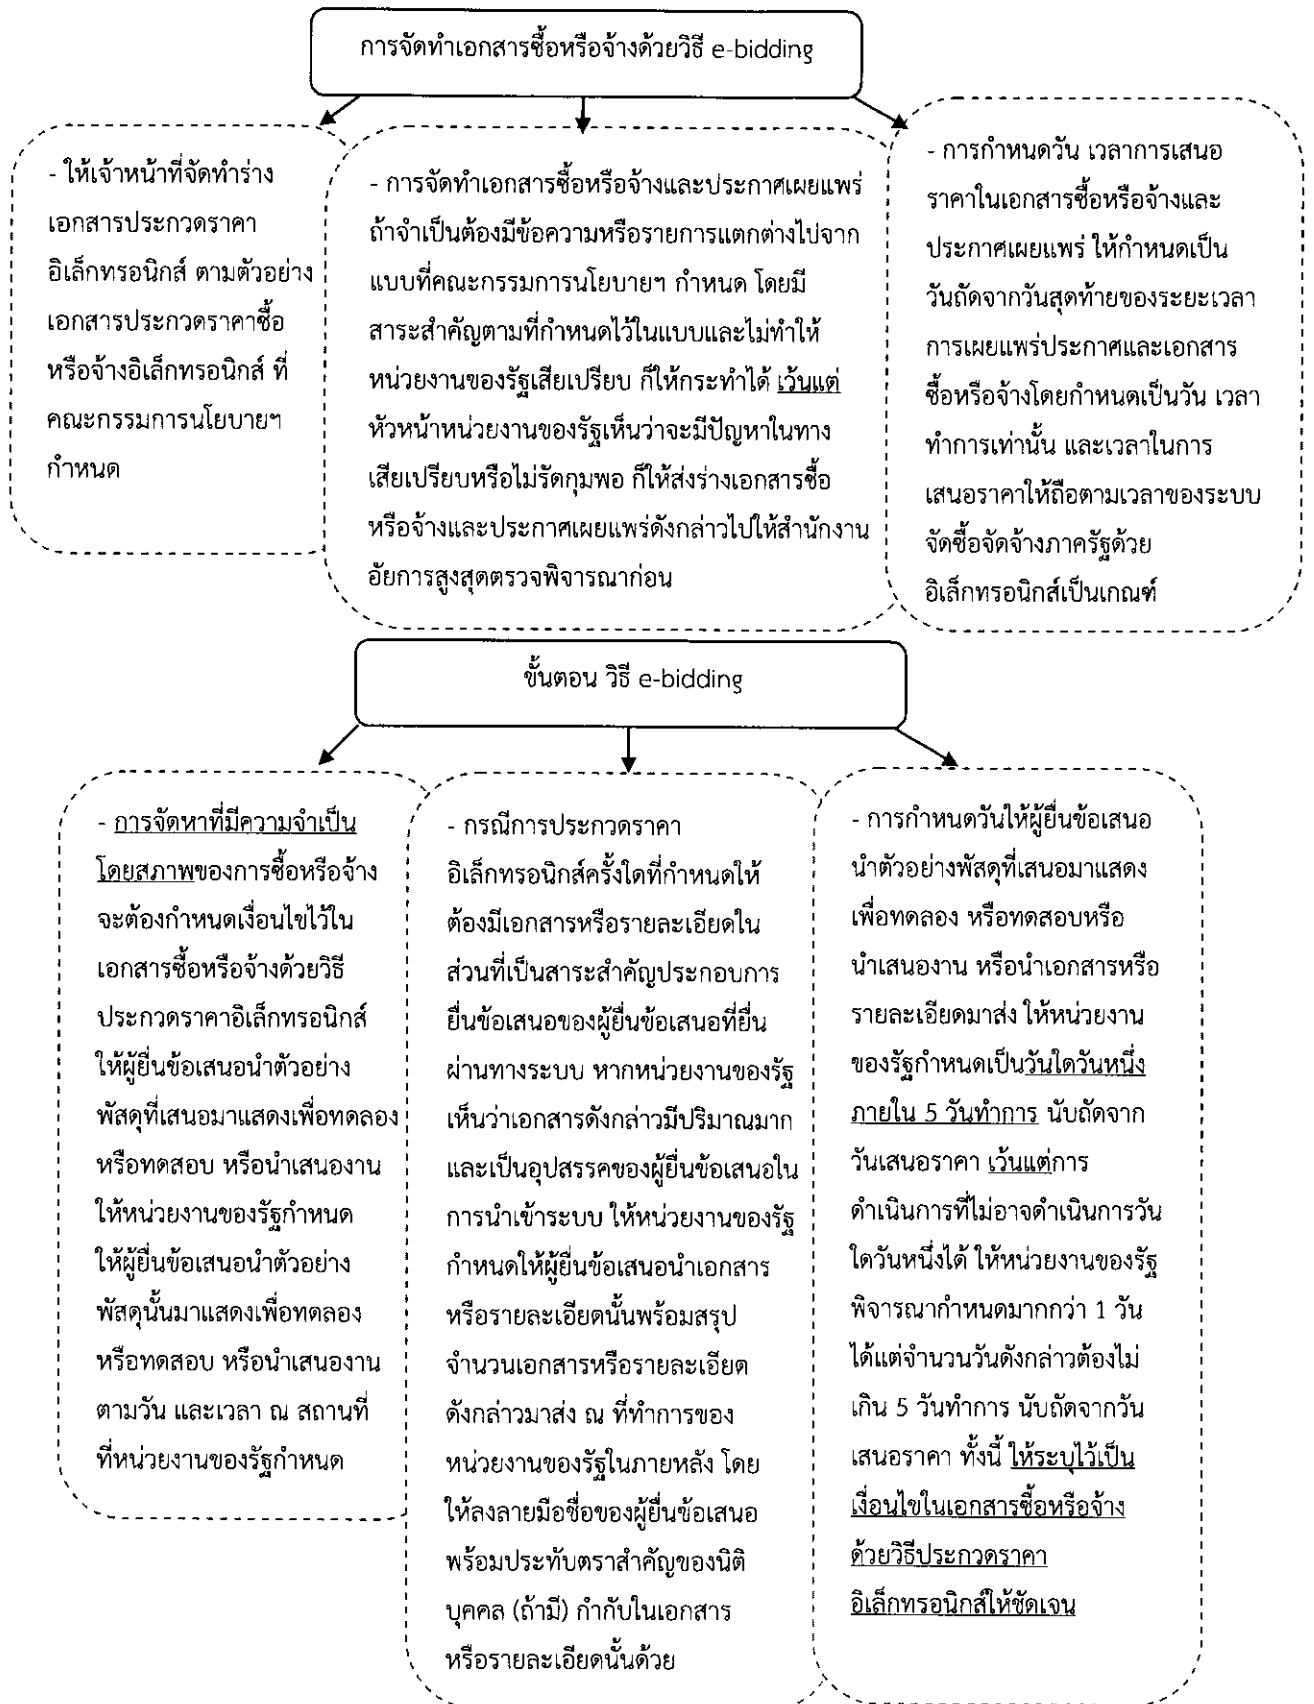 การจัดทำเอกสารซื้อหรือจ้างด้วยวิธี e-bidding
- ให้เจ้าหน้าที่จัดทำร่าง
เอกสารประกวดราคา
อิเล็กทรอนิกส์ ตามตัวอย่าง
เอกสารประกวดราคาซื้อ
หรือจ้างอิเล็กทรอนิกส์ ที่
คณะกรรมการนโยบายฯ
กำหนด
- การจัดทำเอกสารซื้อหรือจ้างและประกาศเผยแพร่
ถ้าจำเป็นต้องมีข้อความหรือรายการแตกต่างไปจาก
แบบที่คณะกรรมการนโยบายฯ กำหนด โดยมี
สาระสำคัญตามที่กำหนดไว้ในแบบและไม่ทำให้
หน่วยงานของรัฐเสียเปรียบ ก็ให้กระทำได้ เว้นแต่
หัวหน้าหน่วยงานของรัฐเห็นว่าจะมีปัญหาในทาง
เสียเปรียบหรือไม่รัดกุมพอ ก็ให้ส่งร่างเอกสารซื้อ
หรือจ้างและประกาศเผยแพร่ดังกล่าวไปให้สำนักงาน
อัยการสูงสุดตรวจพิจารณาก่อน
- การกำหนดวัน เวลาการเสนอ
ราคาในเอกสารซื้อหรือจ้างและ
ประกาศเผยแพร่ ให้กำหนดเป็น
วันถัดจากวันสุดท้ายของระยะเวลา
การเผยแพร่ประกาศและเอกสาร
ซื้อหรือจ้างโดยกำหนดเป็นวัน เวลา
ทำการเท่านั้น และเวลาในการ
เสนอราคาให้ถือตามเวลาของระบบ
จัดซื้อจัดจ้างภาครัฐด้วย
อิเล็กทรอนิกส์เป็นเกณฑ์
ขั้นตอน วิธี e-bidding
- การจัดหาที่มีความจำเป็น
โดยสภาพของการซื้อหรือจ้าง
จะต้องกำหนดเงื่อนไขไว้ใน
เอกสารซื้อหรือจ้างด้วยวิธี
ประกวดราคาอิเล็กทรอนิกส์
ให้ผู้ยื่นข้อเสนอนำตัวอย่าง
พัสดุที่เสนอมาแสดงเพื่อทดลอง
หรือทดสอบ หรือนำเสนองาน
ให้หน่วยงานของรัฐกำหนด
ให้ผู้ยื่นข้อเสนอนำตัวอย่าง
พัสดุนั้นมาแสดงเพื่อทดลอง
หรือทดสอบ หรือนำเสนองาน
ตามวัน และเวลา ณ สถานที่
ที่หน่วยงานของรัฐกำหนด
- กรณีการประกวดราคา
อิเล็กทรอนิกส์ครั้งใดที่กำหนดให้
ต้องมีเอกสารหรือรายละเอียดใน
ส่วนที่เป็นสาระสำคัญประกอบการ
ยื่นข้อเสนอของผู้ยื่นข้อเสนอที่ยื่น
ผ่านทางระบบ หากหน่วยงานของรัฐ
เห็นว่าเอกสารดังกล่าวมีปริมาณมาก
และเป็นอุปสรรคของผู้ยื่นข้อเสนอใน
การนำเข้าระบบ ให้หน่วยงานของรัฐ
กำหนดให้ผู้ยื่นข้อเสนอนำเอกสาร
หรือรายละเอียดนั้นพร้อมสรุป
จำนวนเอกสารหรือรายละเอียด
ดังกล่าวมาส่ง ณ ที่ทำการของ
หน่วยงานของรัฐในภายหลัง โดย
ให้ลงลายมือชื่อของผู้ยื่นข้อเสนอ
พร้อมประทับตราสำคัญของนิติ
บุคคล (ถ้ามี) กำกับในเอกสาร
หรือรายละเอียดนั้นด้วย
- การกำหนดวันให้ผู้ยื่นข้อเสนอ
นำตัวอย่างพัสดุที่เสนอมาแสดง
เพื่อทดลอง หรือทดสอบหรือ
นำเสนองาน หรือนำเอกสารหรือ
รายละเอียดมาส่ง ให้หน่วยงาน
ของรัฐกำหนดเป็นวันใดวันหนึ่ง
ภายใน 5 วันทำการ นับถัดจาก
วันเสนอราคา เว้นแต่การ
ดำเนินการที่ไม่อาจดำเนินการวัน
ใดวันหนึ่งได้ ให้หน่วยงานของรัฐ
พิจารณากำหนดมากกว่า 1 วัน
ได้แต่จำนวนวันดังกล่าวต้องไม่
เกิน 5 วันทำการ นับถัดจากวัน
เสนอราคา ทั้งนี้ ให้ระบุไว้เป็น
เงื่อนไขในเอกสารซื้อหรือจ้าง
ด้วยวิธีประกวดราคา
อิเล็กทรอนิกส์ให้ชัดเจน